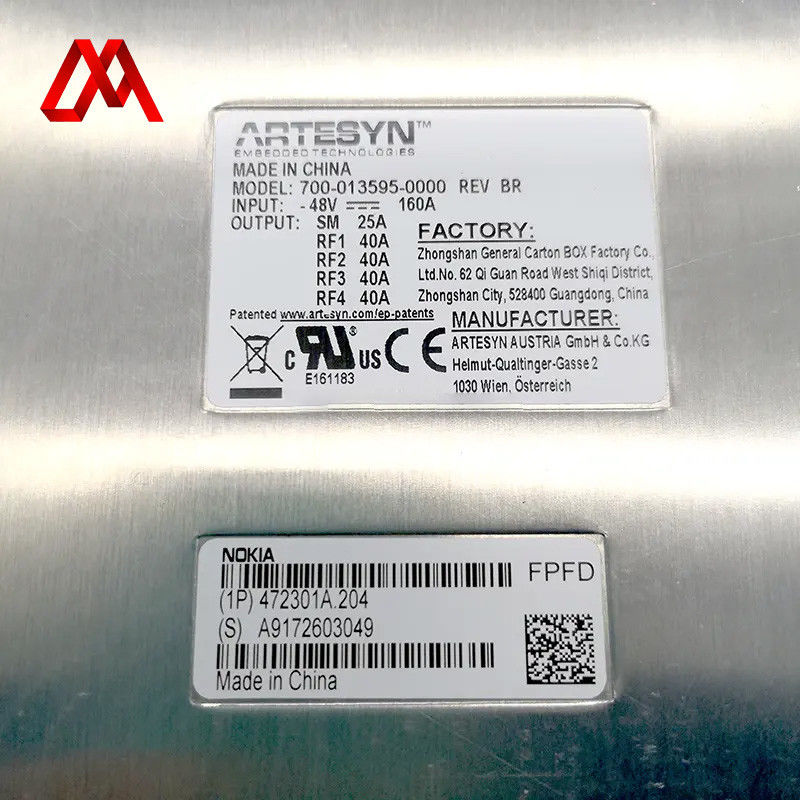 ARTESYN™
EMBEDDED TECHNOLOGIES
MADE IN CHINA
MODEL: 700-013595-0000 REV BR
INPUT: -48V 160A
OUTPUT: SM 25A
RF1 40A
RF2 40A
RF3 40A
RF4 40A
FACTORY:
Zhongshan General Carton BOX Factory Co.,
Ltd.No. 62 Qi Guan Road West Shiqi District,
Zhongshan City, 528400 Guangdong, China
Patented www.artesyn.com/ep-patents
MANUFACTURER:
ARTESYN AUSTRIA GmbH & Co.KG
Helmut-Qualtinger-Gasse 2
1030 Wien, Österreich
C UL® US CE
E161183
NOKIA
FPFD
(1P) 472301A.204
(S) A9172603049
Made in China